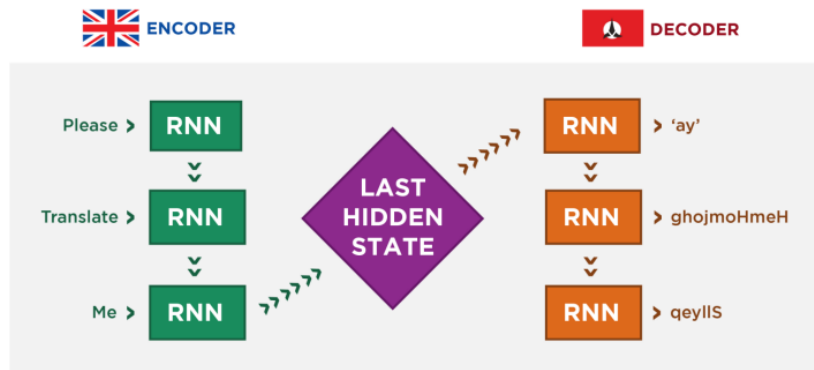 ENCODER
DECODER
Please > RNN
Translate > RNN
Me > RNN
LAST
HIDDEN
STATE
RNN > ‘ay’
RNN > ghojmoHmeH
RNN > qeylIS